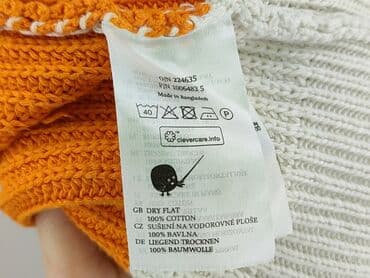 O/N 224635
P/N 1006483 5
Made in Bangladesh
40 P
clevercare.info
GB DRY FLAT
100% COTTON
CZ SUŠENÍ NA VODOROVNÉ PLOŠE
100% BAVLNA
DE LIEGEND TROCKNEN
100% BAUMWOLLE